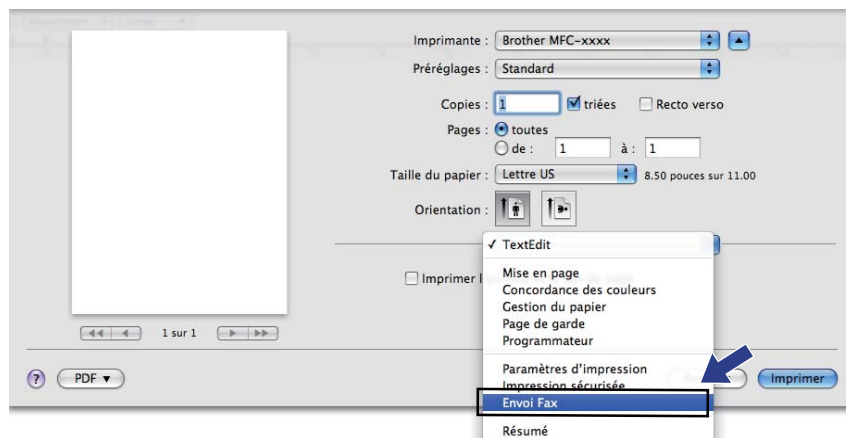 Imprimante : Brother MFC-xxxx
Préréglages : Standard
Copies : 1 triées Recto verso
Pages : toutes
de : 1 à : 1
Taille du papier : Lettre US 8.50 pouces sur 11.00
Orientation :
✓ TextEdit
Imprimer
Mise en page
Concordance des couleurs
Gestion du papier
Page de garde
Programmateur
1 sur 1
Paramètres d'impression
Impression sécurisée
Envoi Fax
Résumé
? PDF ▼ Imprimer